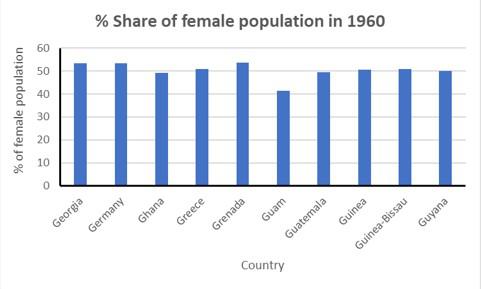 % Share of female population in 1960
% of female population
60
50
40
30
20
10
0
Georgia
Germany
Ghana
Greece
Grenada
Guam
Guatemala
Guinea
Guinea-Bissau
Guyana
Country